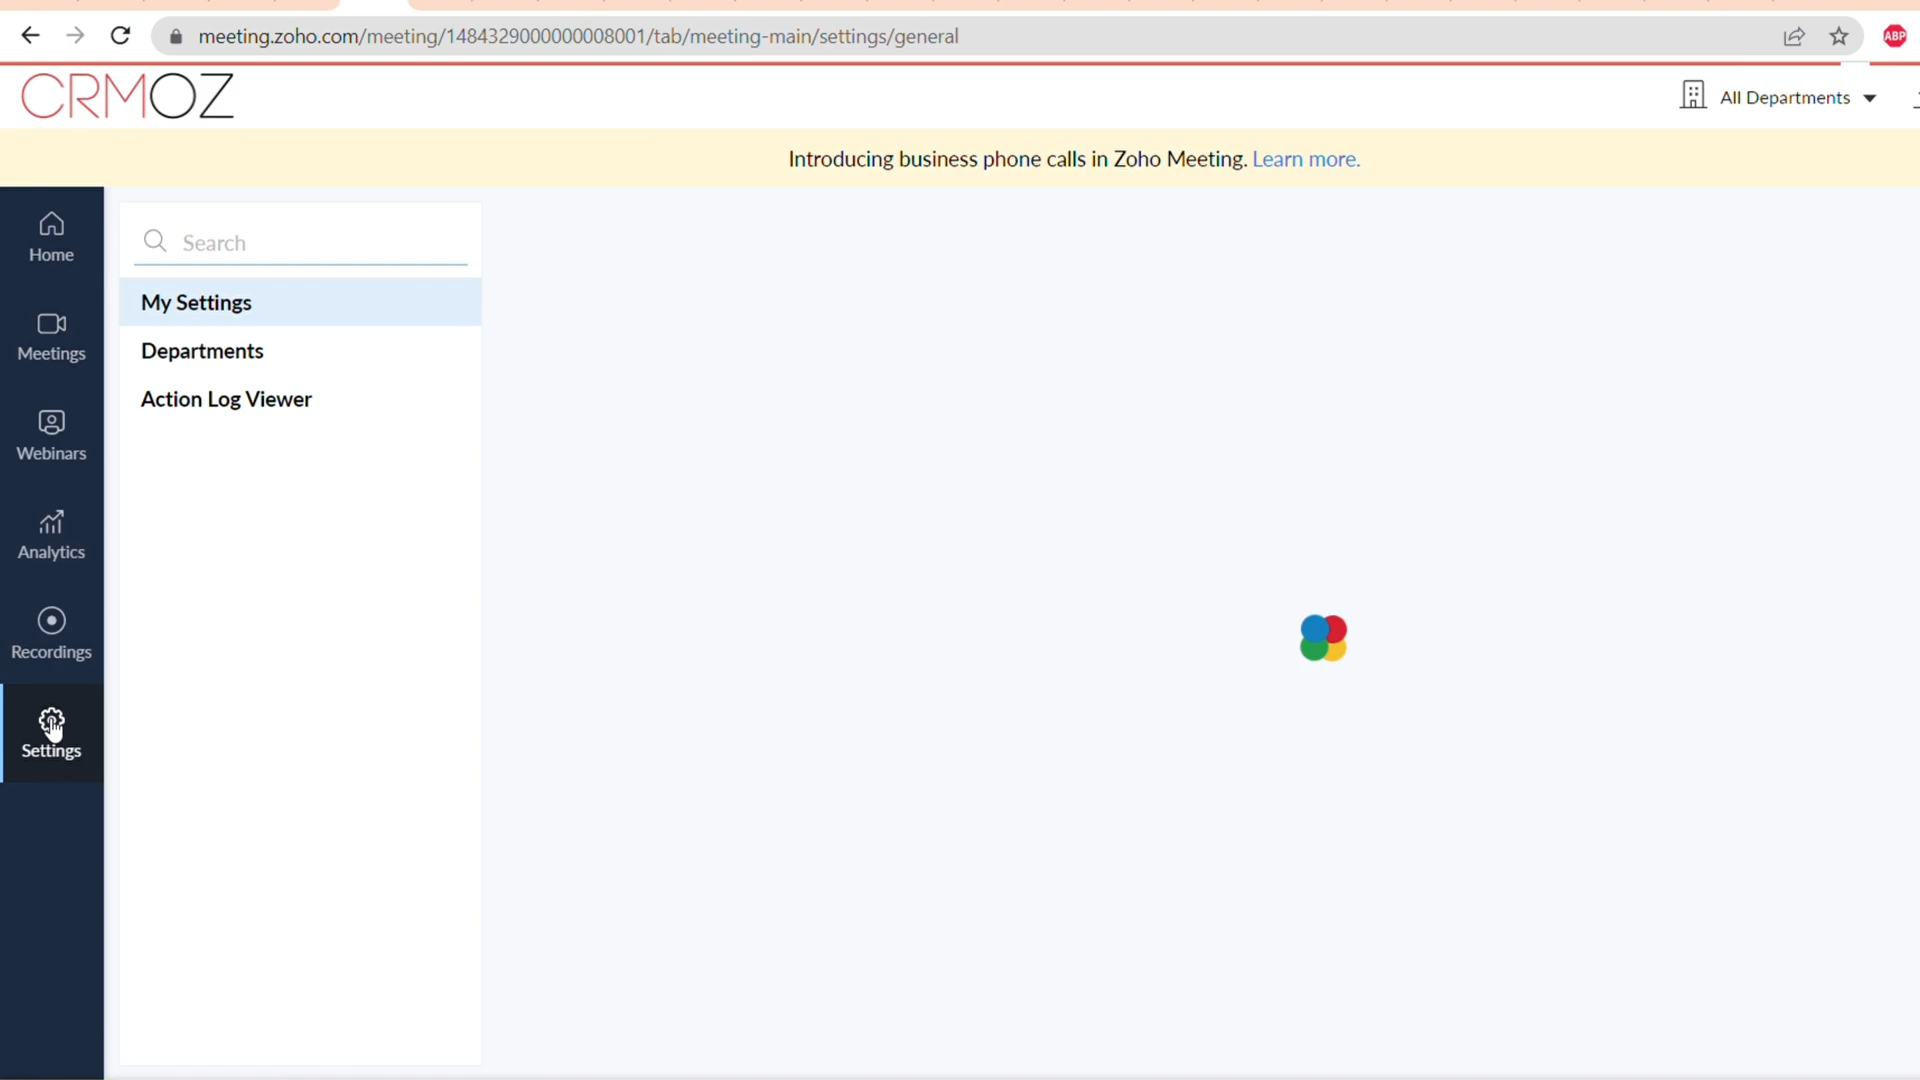 meeting.zoho.com/meeting/1484329000000008001/tab/meeting-main/settings/general
ABP
CRMOZ
All Departments
Introducing business phone calls in Zoho Meeting. Learn more.
Home
Meetings
Webinars
Analytics
Recordings
Settings
Search
My Settings
Departments
Action Log Viewer